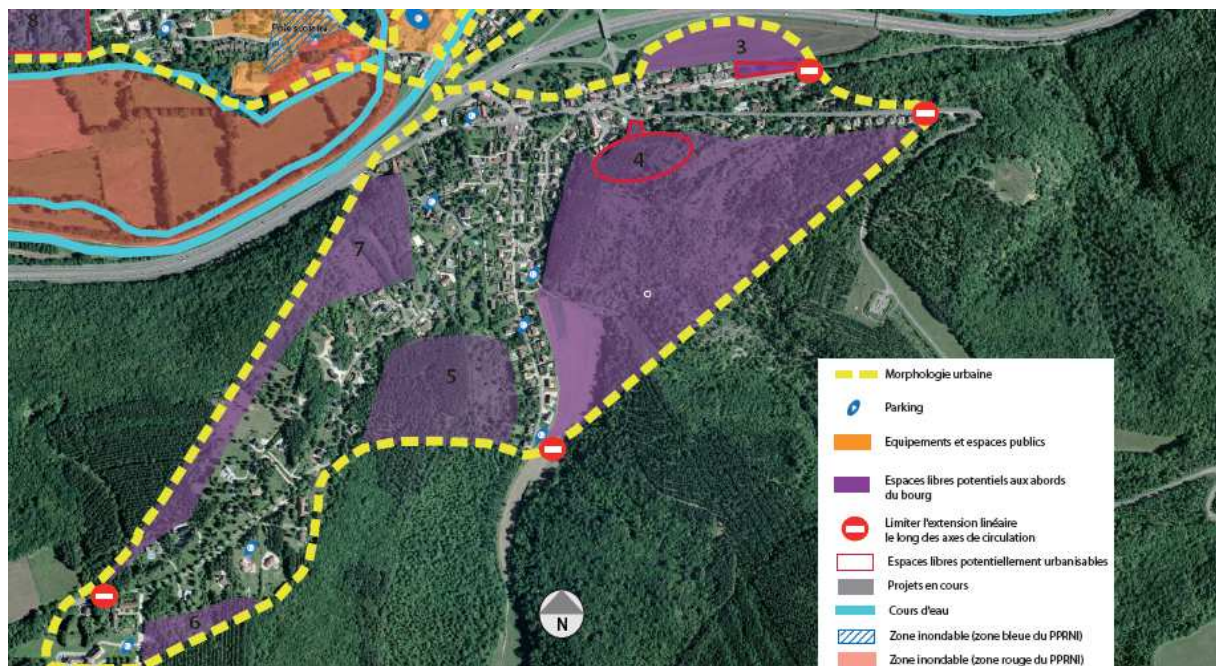 8
3
4
7
5
6
N
Morphologie urbaine
Parking
Equipements et espaces publics
Espaces libres potentiels aux abords
du bourg
Limiter l'extension linéaire
le long des axes de circulation
Espaces libres potentiellement urbanisables
Projets en cours
Cours d'eau
Zone inondable (zone bleue du PPRNI)
Zone inondable (zone rouge du PPRNI)